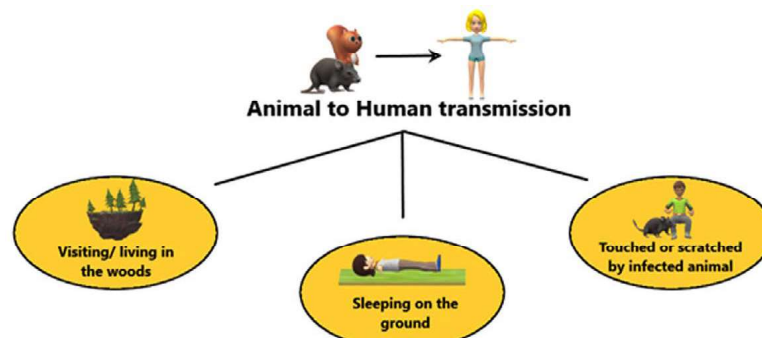 Animal to Human transmission
Visiting/ living in
the woods
Touched or scratched
by infected animal
Sleeping on the
ground